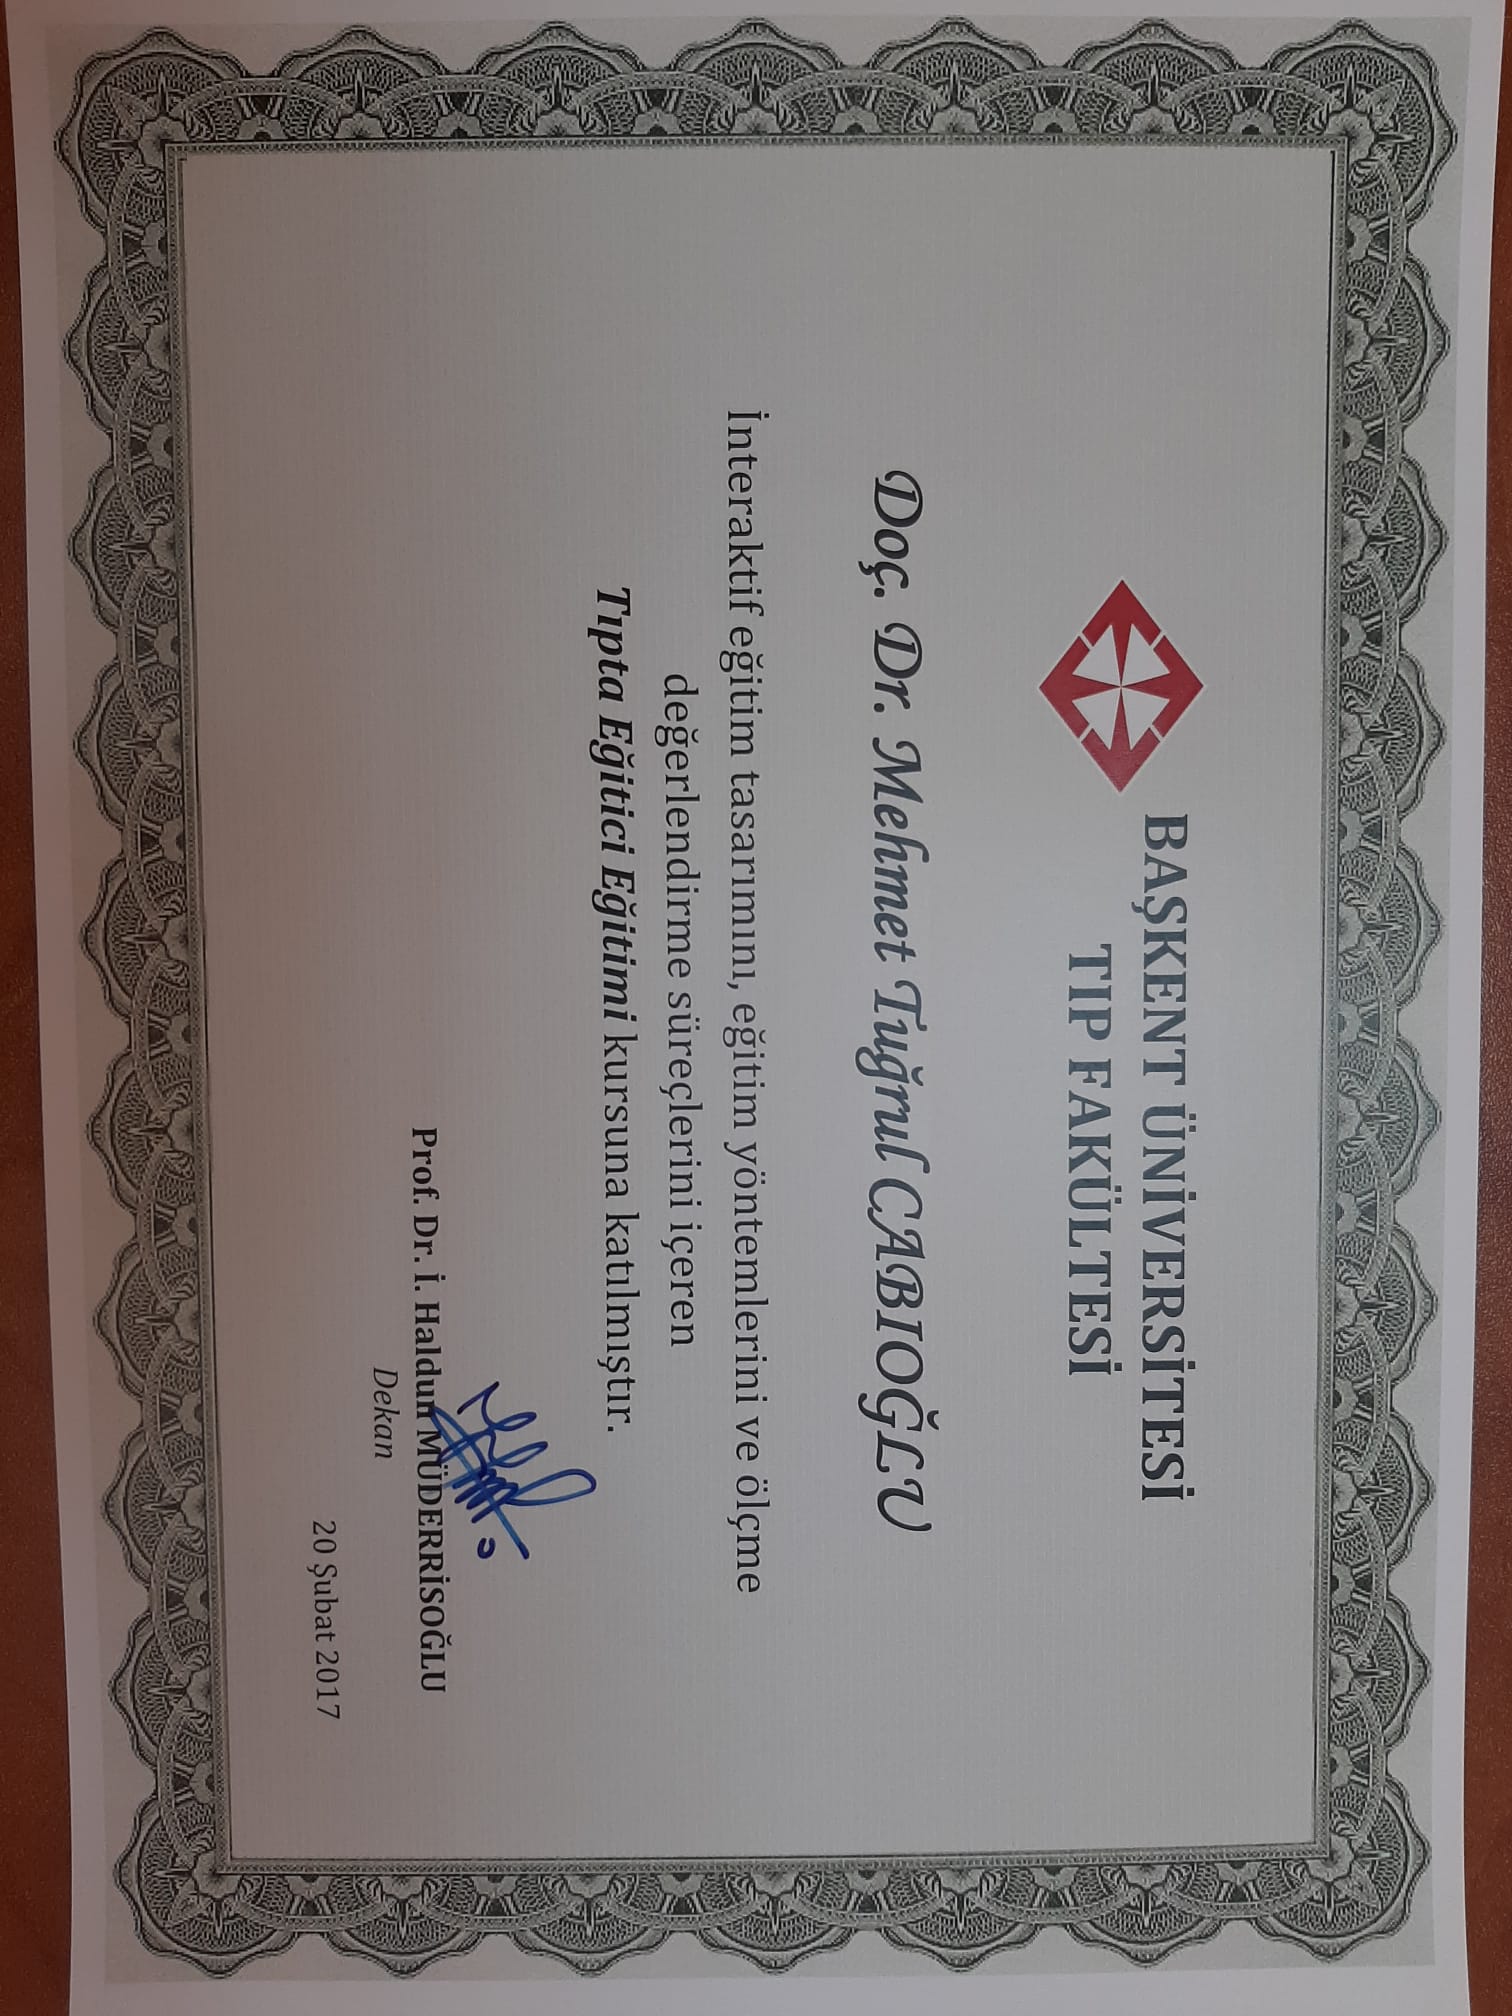 BAŞKENT ÜNİVERSİTESİ
TIP FAKÜLTESİ
Doç. Dr. Mehmet Tuğrul CABIOĞLU
İnteraktif eğitim tasarımını, eğitim yöntemlerini ve ölçme
değerlendirme süreçlerini içeren
Tıpta Eğitici Eğitimi kursuna katılmıştır.
Prof. Dr. İ. Haldun MÜDERRİSOĞLU
Dekan
20 Şubat 2017